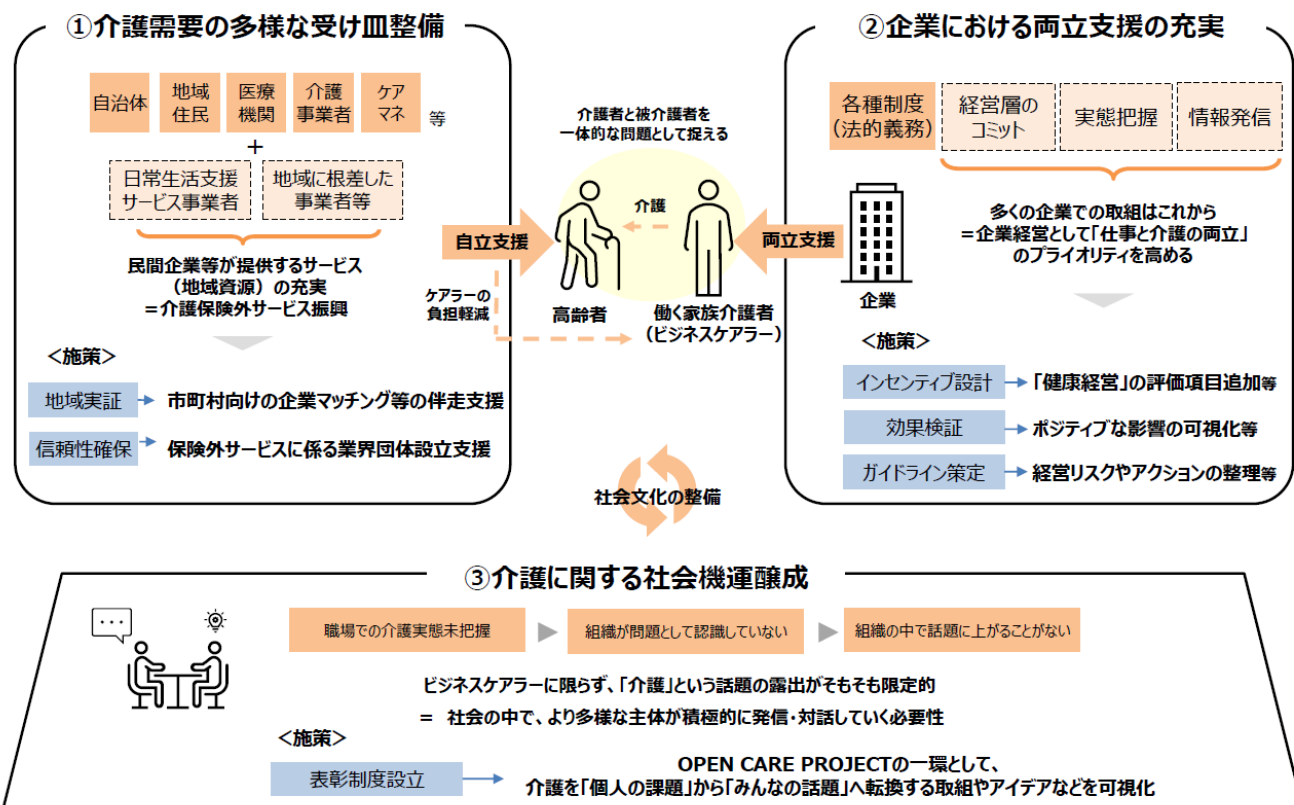 ①介護需要の多様な受け皿整備
自治体
地域
住民
医療
機関
介護
事業者
ケア
マネ
等
+
日常生活支援
サービス事業者
地域に根差した
事業者等
民間企業等が提供するサービス
（地域資源）の充実
＝介護保険外サービス振興
＜施策＞
地域実証
市町村向けの企業マッチング等の伴走支援
信頼性確保
保険外サービスに係る業界団体設立支援
介護者と被介護者を
一体的な問題として捉える
介護
自立支援
両立支援
ケアラーの
負担軽減
高齢者
働く家族介護者
（ビジネスケアラー）
②企業における両立支援の充実
各種制度
（法的義務）
経営層の
コミット
実態把握
情報発信
企業
多くの企業での取組はこれから
＝企業経営として「仕事と介護の両立」
のプライオリティを高める
＜施策＞
インセンティブ設計
「健康経営」の評価項目追加等
効果検証
ポジティブな影響の可視化等
ガイドライン策定
経営リスクやアクションの整理等
社会文化の整備
③介護に関する社会機運醸成
職場での介護実態未把握
組織が問題として認識していない
組織の中で話題に上がることがない
ビジネスケアラーに限らず、「介護」という話題の露出がそもそも限定的
＝ 社会の中で、より多様な主体が積極的に発信・対話していく必要性
＜施策＞
表彰制度設立
OPEN CARE PROJECTの一環として、
介護を「個人の課題」から「みんなの話題」へ転換する取組やアイデアなどを可視化